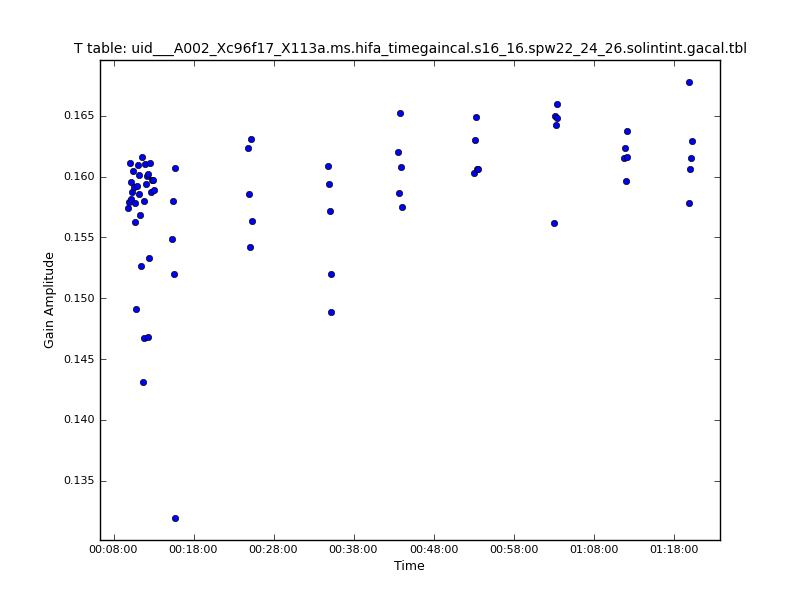 T table: uid___A002_Xc96f17_X113a.ms.hifa_timegaincal.s16_16.spw22_24_26.solintint.gacal.tbl
0.165
0.160
0.155
0.150
0.145
0.140
0.135
Gain Amplitude
00:08:00 00:18:00 00:28:00 00:38:00 00:48:00 00:58:00 01:08:00 01:18:00
Time